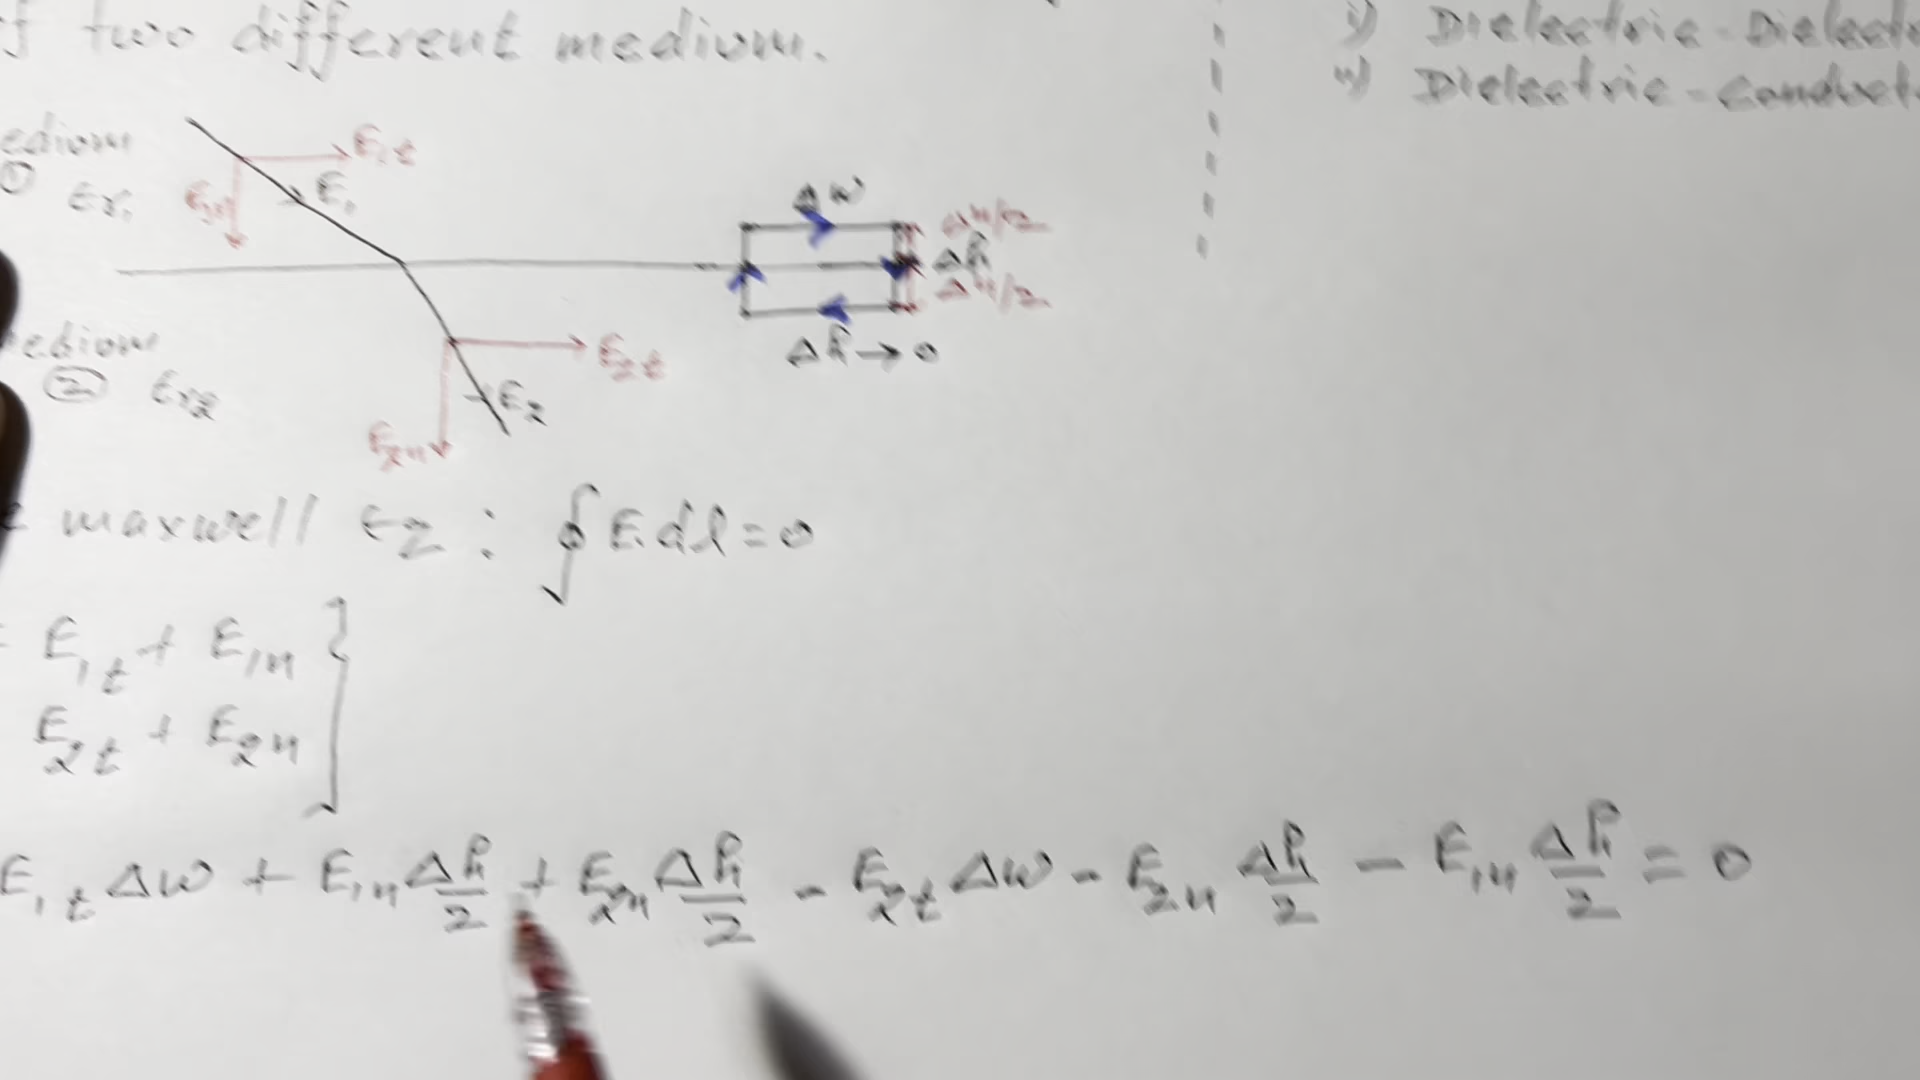 f two different medium.
i) Dielectric - Dielectr
ii) Dielectric - Conduct
edium
① εr₁
E₁t
E₁n
E₁
Δw
Δh/2
Δh
Δh/2
Δh → 0
edium
② εr₂
E₂t
E₂
E₂n
maxwell Eq : ∮ E.dl = 0
= E₁t + E₁n }
E₂t + E₂n
E₁t Δw + E₁n Δh/2 + E₂n Δh/2 - E₂t Δw - E₂n Δh/2 - E₁n Δh/2 = 0